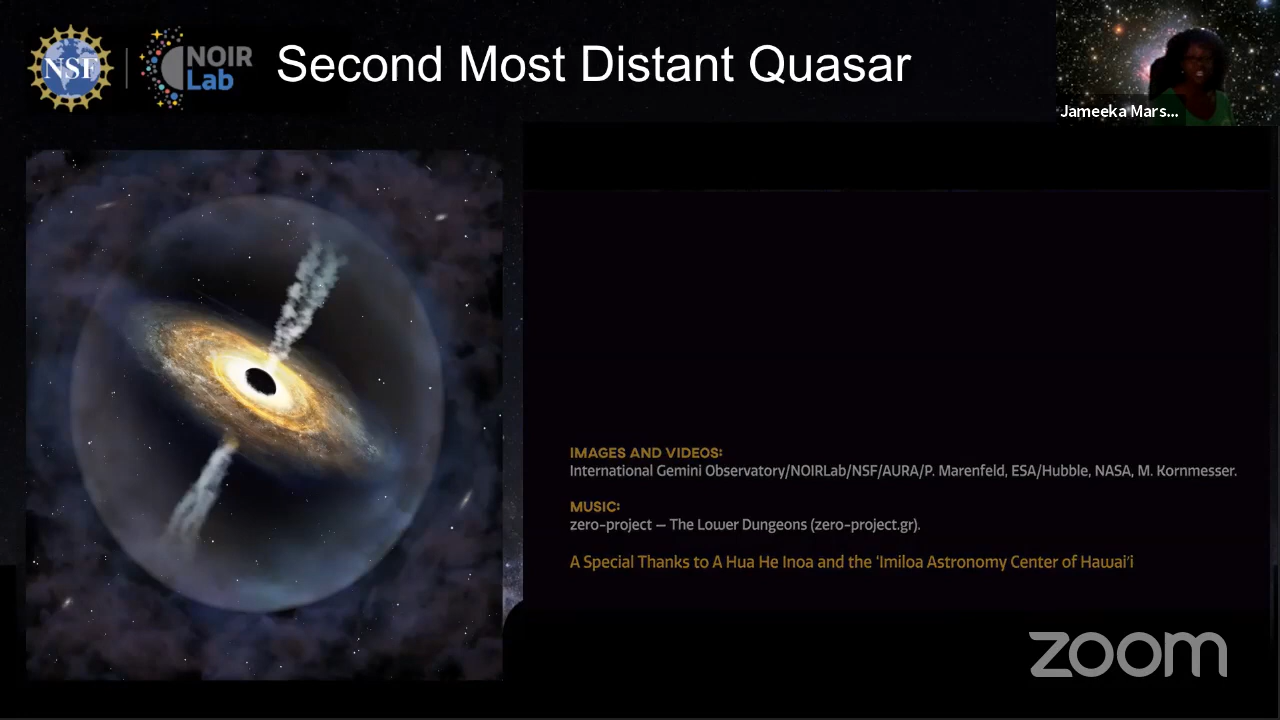 NSF
NOIR
Lab
Second Most Distant Quasar
Jameeka Mars...
IMAGES AND VIDEOS:
International Gemini Observatory/NOIRLab/NSF/AURA/P. Marenfeld, ESA/Hubble, NASA, M. Kornmesser.
MUSIC:
zero-project – The Lower Dungeons (zero-project.gr).
A Special Thanks to A Hua He Inoa and the ‘Imiloa Astronomy Center of Hawai‘i
zoom